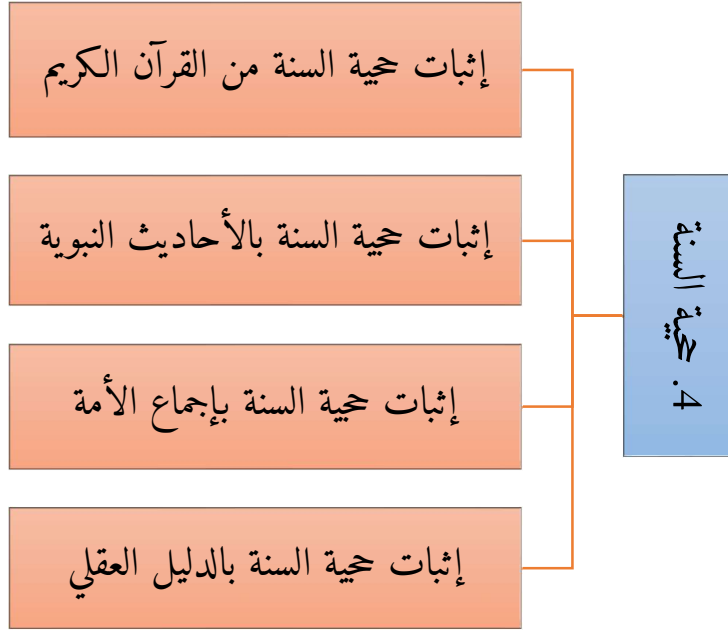 4. حجية السنة
إثبات حجية السنة من القرآن الكريم
إثبات حجية السنة بالأحاديث النبوية
إثبات حجية السنة بإجماع الأمة
إثبات حجية السنة بالدليل العقلي